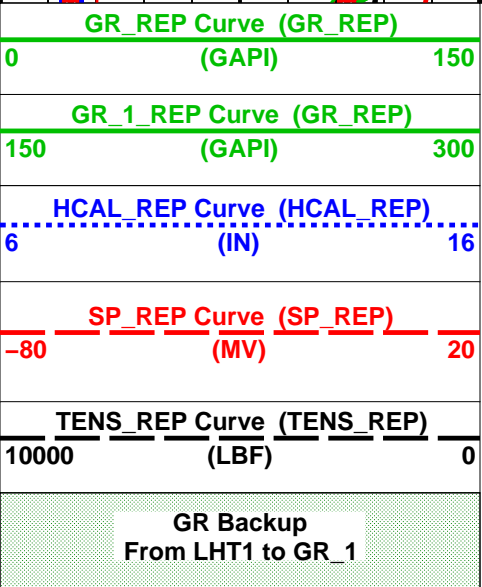 GR_REP Curve (GR_REP)
0 (GAPI) 150
GR_1_REP Curve (GR_REP)
150 (GAPI) 300
HCAL_REP Curve (HCAL_REP)
6 (IN) 16
SP_REP Curve (SP_REP)
−80 (MV) 20
TENS_REP Curve (TENS_REP)
10000 (LBF) 0
GR Backup
From LHT1 to GR_1